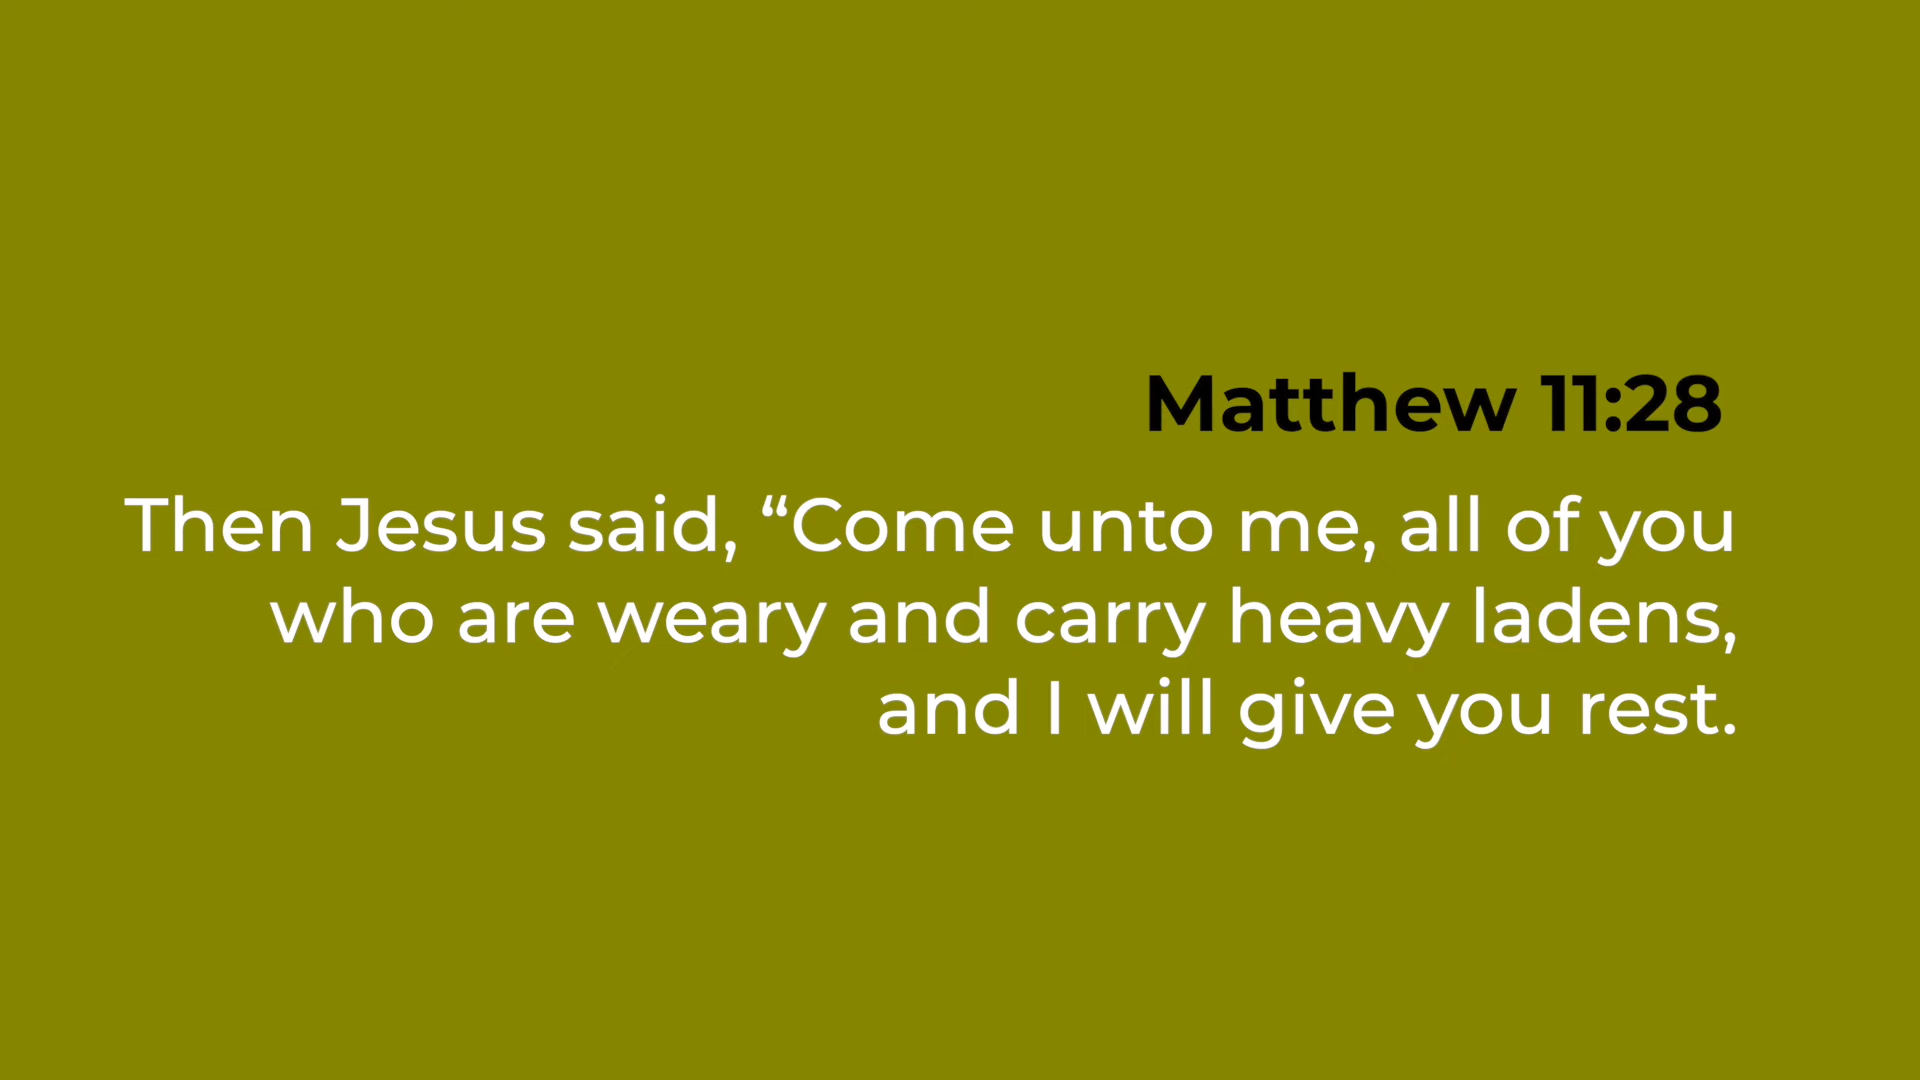 Matthew 11:28
Then Jesus said, “Come unto me, all of you
who are weary and carry heavy ladens,
and I will give you rest.